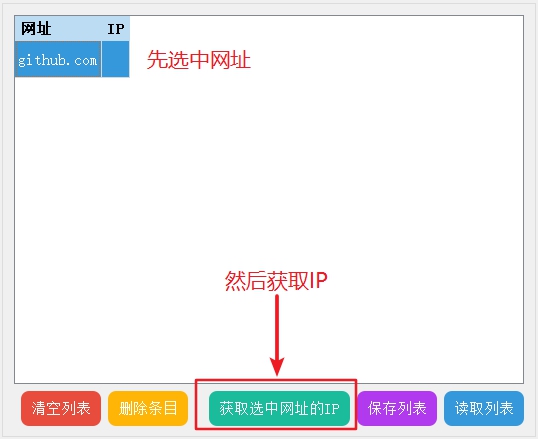 网址 IP
github.com
先选中网址
然后获取IP
清空列表 删除条目 获取选中网址的IP 保存列表 读取列表